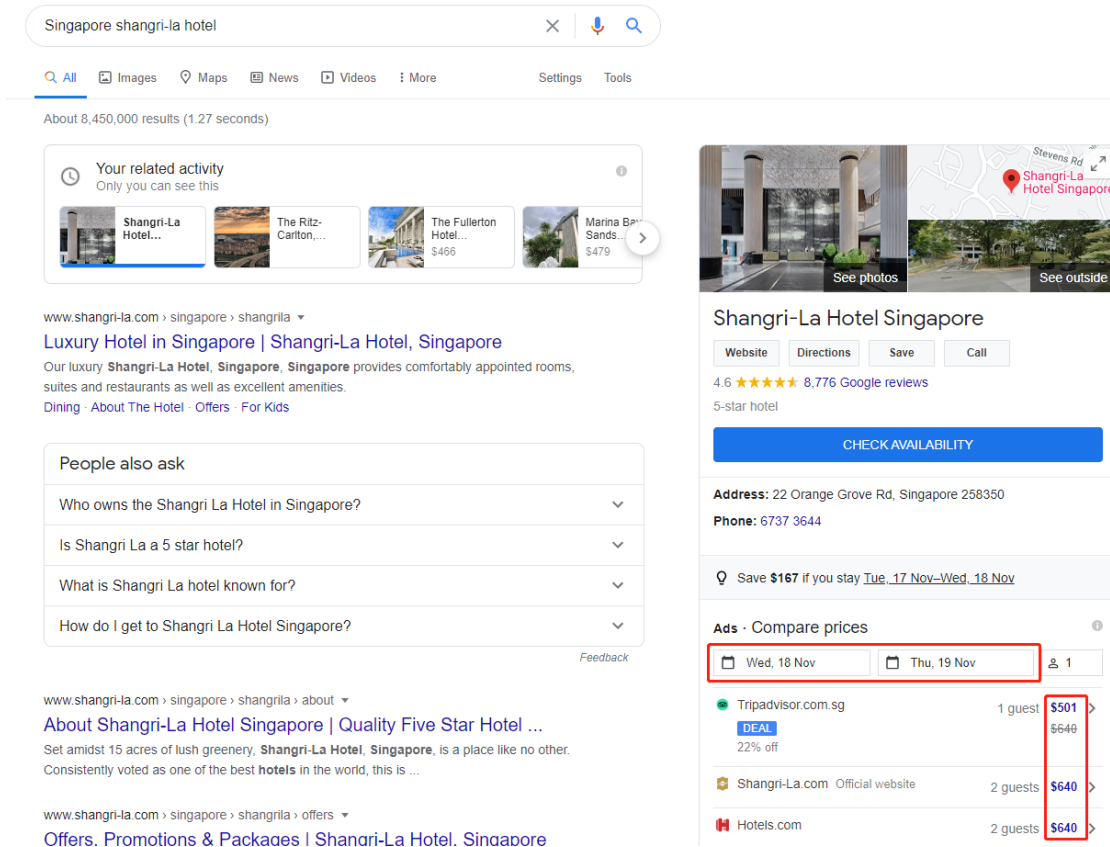 Singapore shangri-la hotel
All Images Maps News Videos More Settings Tools
About 8,450,000 results (1.27 seconds)
Your related activity
Only you can see this
Shangri-La
Hotel...
The Ritz-
Carlton,...
The Fullerton
Hotel...
$466
Marina Bay
Sands...
$479
www.shangri-la.com › singapore › shangrila
Luxury Hotel in Singapore | Shangri-La Hotel, Singapore
Our luxury Shangri-La Hotel, Singapore, Singapore provides comfortably appointed rooms,
suites and restaurants as well as excellent amenities.
Dining · About The Hotel · Offers · For Kids
People also ask
Who owns the Shangri La Hotel in Singapore?
Is Shangri La a 5 star hotel?
What is Shangri La hotel known for?
How do I get to Shangri La Hotel Singapore?
Feedback
www.shangri-la.com › singapore › shangrila › about
About Shangri-La Hotel Singapore | Quality Five Star Hotel ...
Set amidst 15 acres of lush greenery, Shangri-La Hotel, Singapore, is a place like no other.
Consistently voted as one of the best hotels in the world, this is ...
www.shangri-la.com › singapore › shangrila › offers
Offers, Promotions & Packages | Shangri-La Hotel, Singapore
Stevens Rd
Shangri-La
Hotel Singapore
See photos
See outside
Shangri-La Hotel Singapore
Website Directions Save Call
4.6 8,776 Google reviews
5-star hotel
CHECK AVAILABILITY
Address: 22 Orange Grove Rd, Singapore 258350
Phone: 6737 3644
Save $167 if you stay Tue, 17 Nov–Wed, 18 Nov
Ads · Compare prices
Wed, 18 Nov Thu, 19 Nov 1
Tripadvisor.com.sg 1 guest $501
DEAL $640
22% off
Shangri-La.com Official website 2 guests $640
Hotels.com 2 guests $640